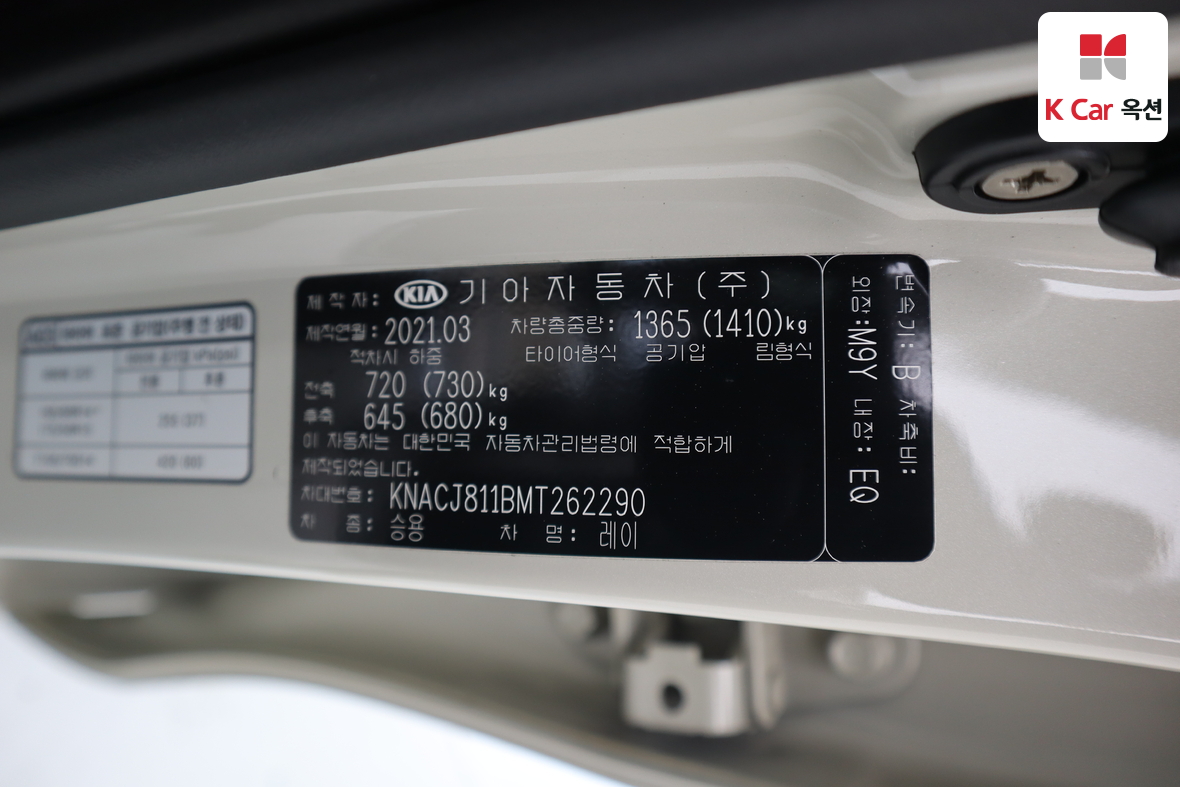 K Car 옥션
제작자: KIA 기아자동차(주)
제작연월: 2021.03 차량총중량: 1365 (1410)kg
적차시 하중 타이어형식 공기압 림형식
전축 720 (730)kg
후축 645 (680)kg
이 자동차는 대한민국 자동차관리법령에 적합하게
제작되었습니다.
차대번호: KNACJ811BMT262290
차 종: 승용 차 명: 레이
변속기: B 차축비:
외장:M9Y 내장: EQ